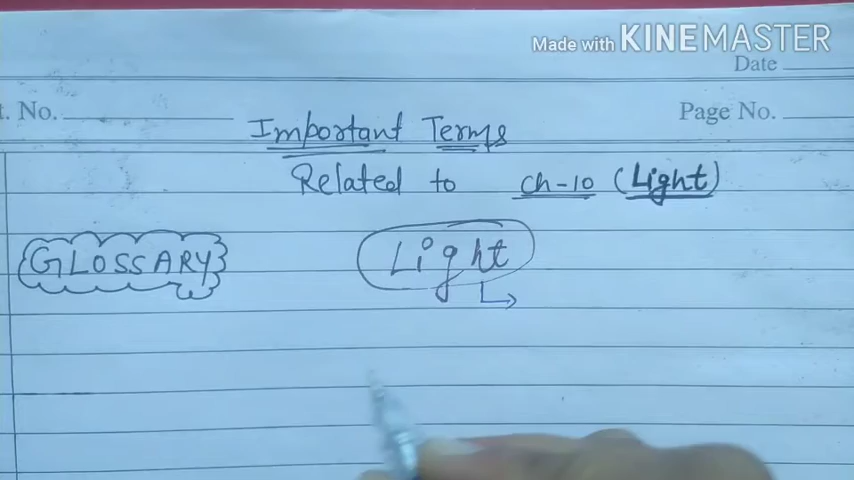 Made with KINEMASTER
Date
t. No.
Page No.
Important Terms
Related to ch-10 (Light)
GLOSSARY
Light